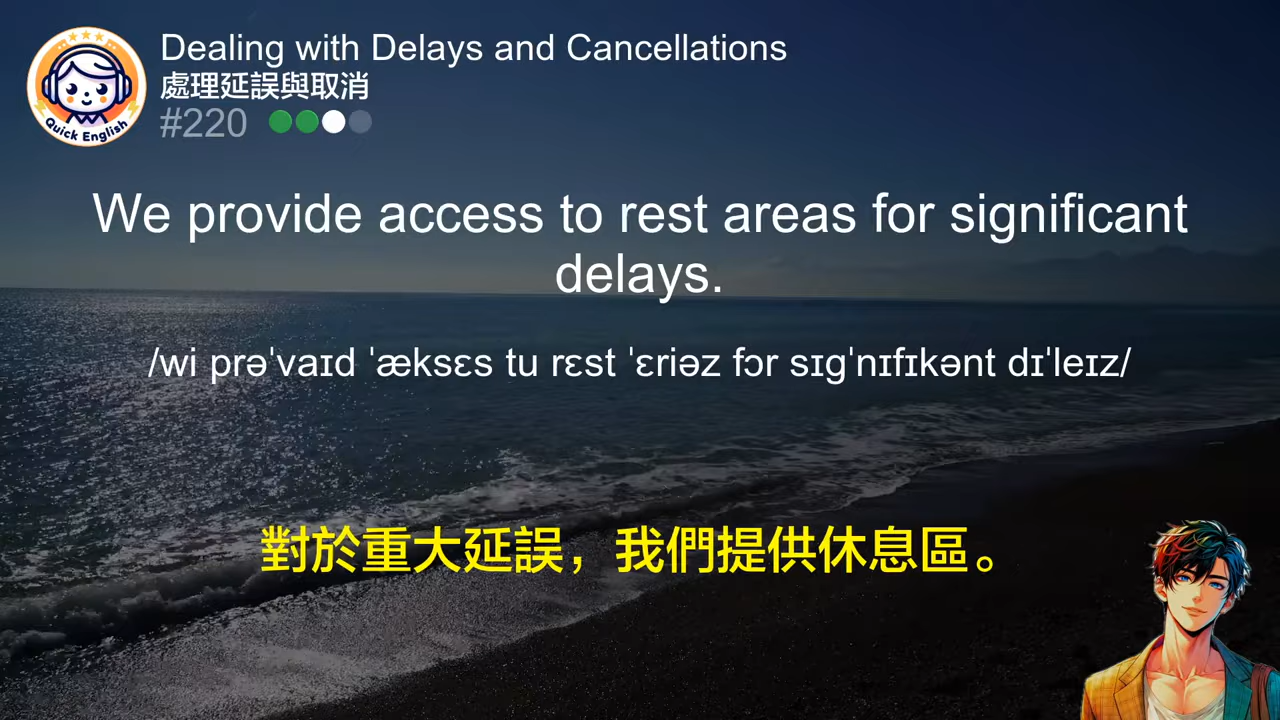 Dealing with Delays and Cancellations
處理延誤與取消
#220
Quick English
We provide access to rest areas for significant
delays.
/wi prəˈvaɪd ˈæksɛs tu rɛst ˈɛriəz fɔr sɪɡˈnɪfɪkənt dɪˈleɪz/
對於重大延誤，我們提供休息區。